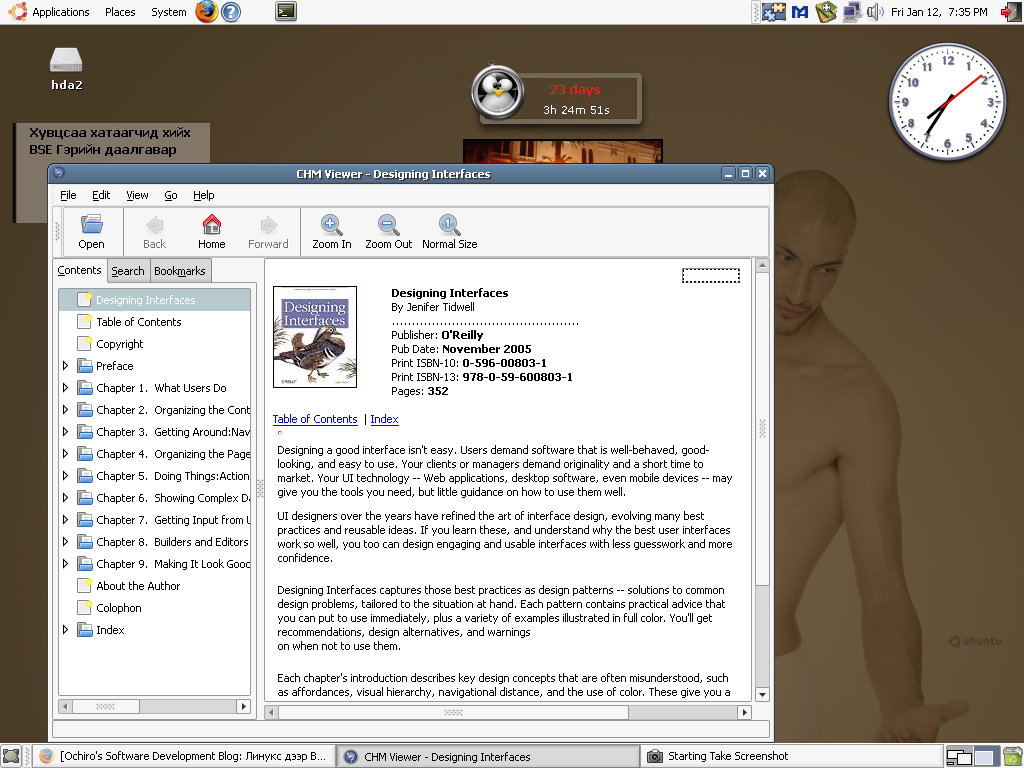 Applications Places System
Fri Jan 12, 7:35 PM
hda2
23 days
3h 24m 51s
12
11
1
10
2
9
3
8
4
7
5
6
Хувцсаа хатаагчид хийх
BSE Гэрийн даалгавар
CHM Viewer - Designing Interfaces
File Edit View Go Help
Open Back Home Forward Zoom In Zoom Out Normal Size
Contents Search Bookmarks
Designing Interfaces
Table of Contents
Copyright
Preface
Chapter 1. What Users Do
Chapter 2. Organizing the Cont
Chapter 3. Getting Around:Nav
Chapter 4. Organizing the Page
Chapter 5. Doing Things:Action
Chapter 6. Showing Complex Da
Chapter 7. Getting Input from U
Chapter 8. Builders and Editors
Chapter 9. Making It Look Good
About the Author
Colophon
Index
Designing
Interfaces
O'REILLY
Designing Interfaces
By Jenifer Tidwell
...............................................
Publisher: O'Reilly
Pub Date: November 2005
Print ISBN-10: 0-596-00803-1
Print ISBN-13: 978-0-59-600803-1
Pages: 352
Table of Contents | Index
Designing a good interface isn't easy. Users demand software that is well-behaved, good-
looking, and easy to use. Your clients or managers demand originality and a short time to
market. Your UI technology -- Web applications, desktop software, even mobile devices -- may
give you the tools you need, but little guidance on how to use them well.
UI designers over the years have refined the art of interface design, evolving many best
practices and reusable ideas. If you learn these, and understand why the best user interfaces
work so well, you too can design engaging and usable interfaces with less guesswork and more
confidence.
Designing Interfaces captures those best practices as design patterns -- solutions to common
design problems, tailored to the situation at hand. Each pattern contains practical advice that
you can put to use immediately, plus a variety of examples illustrated in full color. You'll get
recommendations, design alternatives, and warnings
on when not to use them.
Each chapter's introduction describes key design concepts that are often misunderstood, such
as affordances, visual hierarchy, navigational distance, and the use of color. These give you a
ubuntu
[Ochiro's Software Development Blog: Линукс дээр B...
CHM Viewer - Designing Interfaces
Starting Take Screenshot